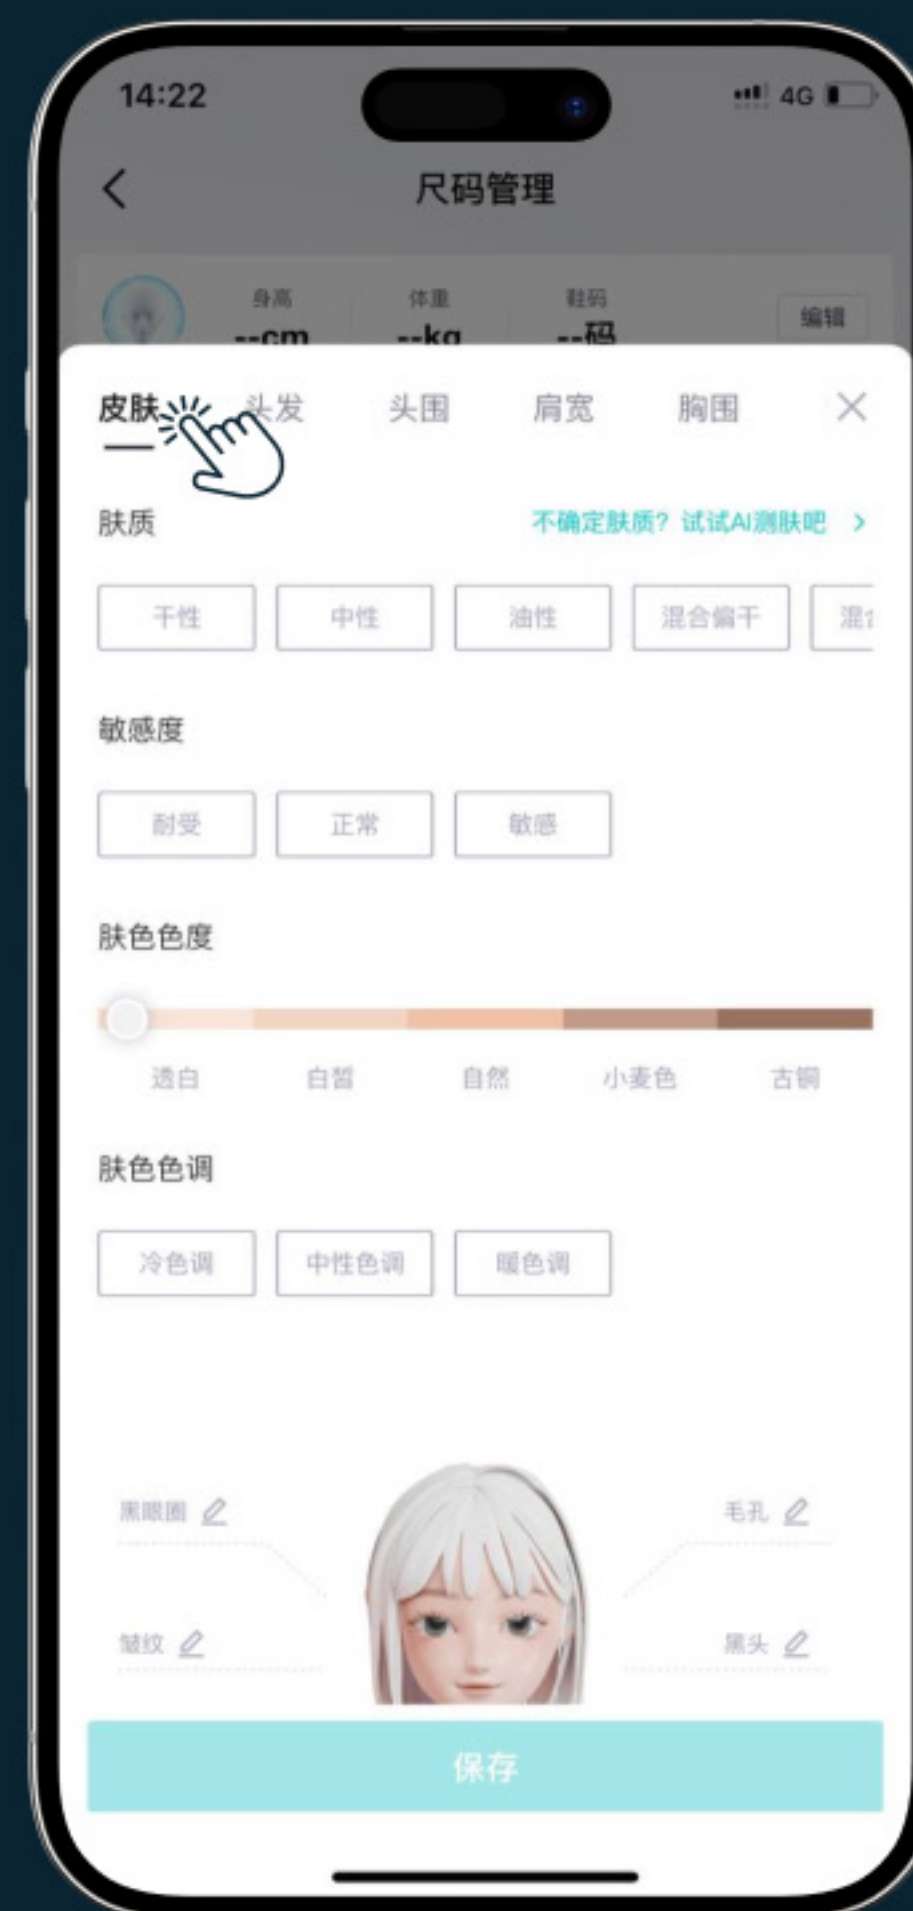 14:22 4G
尺码管理
身高 体重 鞋码
--cm --kg --码 编辑
皮肤 头发 头围 肩宽 胸围
肤质 不确定肤质? 试试AI测肤吧 >
干性 中性 油性 混合偏干 混
敏感度
耐受 正常 敏感
肤色色度
透白 白皙 自然 小麦色 古铜
肤色色调
冷色调 中性色调 暖色调
黑眼圈 毛孔
皱纹 黑头
保存